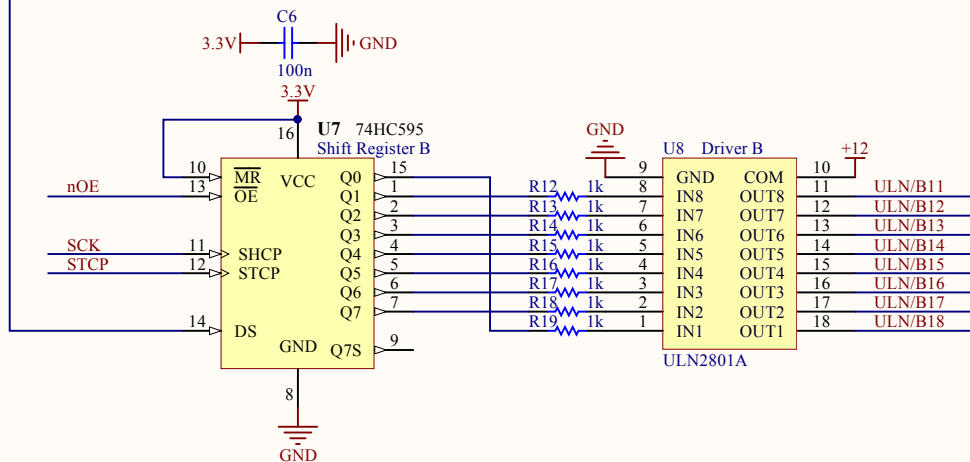 C6
3.3V
GND
100n
3.3V
16
U7 74HC595
Shift Register B
GND
U8 Driver B
+12
10 MR VCC Q0 15
9 GND COM 10
nOE 13 OE Q1 1
R12 1k 8 IN8 OUT8 11 ULN/B11
Q2 2
R13 1k 7 IN7 OUT7 12 ULN/B12
Q3 3
R14 1k 6 IN6 OUT6 13 ULN/B13
SCK 11 SHCP Q4 4
R15 1k 5 IN5 OUT5 14 ULN/B14
STCP 12 STCP Q5 5
R16 1k 4 IN4 OUT4 15 ULN/B15
Q6 6
R17 1k 3 IN3 OUT3 16 ULN/B16
Q7 7
R18 1k 2 IN2 OUT2 17 ULN/B17
14 DS
R19 1k 1 IN1 OUT1 18 ULN/B18
GND Q7S 9
ULN2801A
8
GND